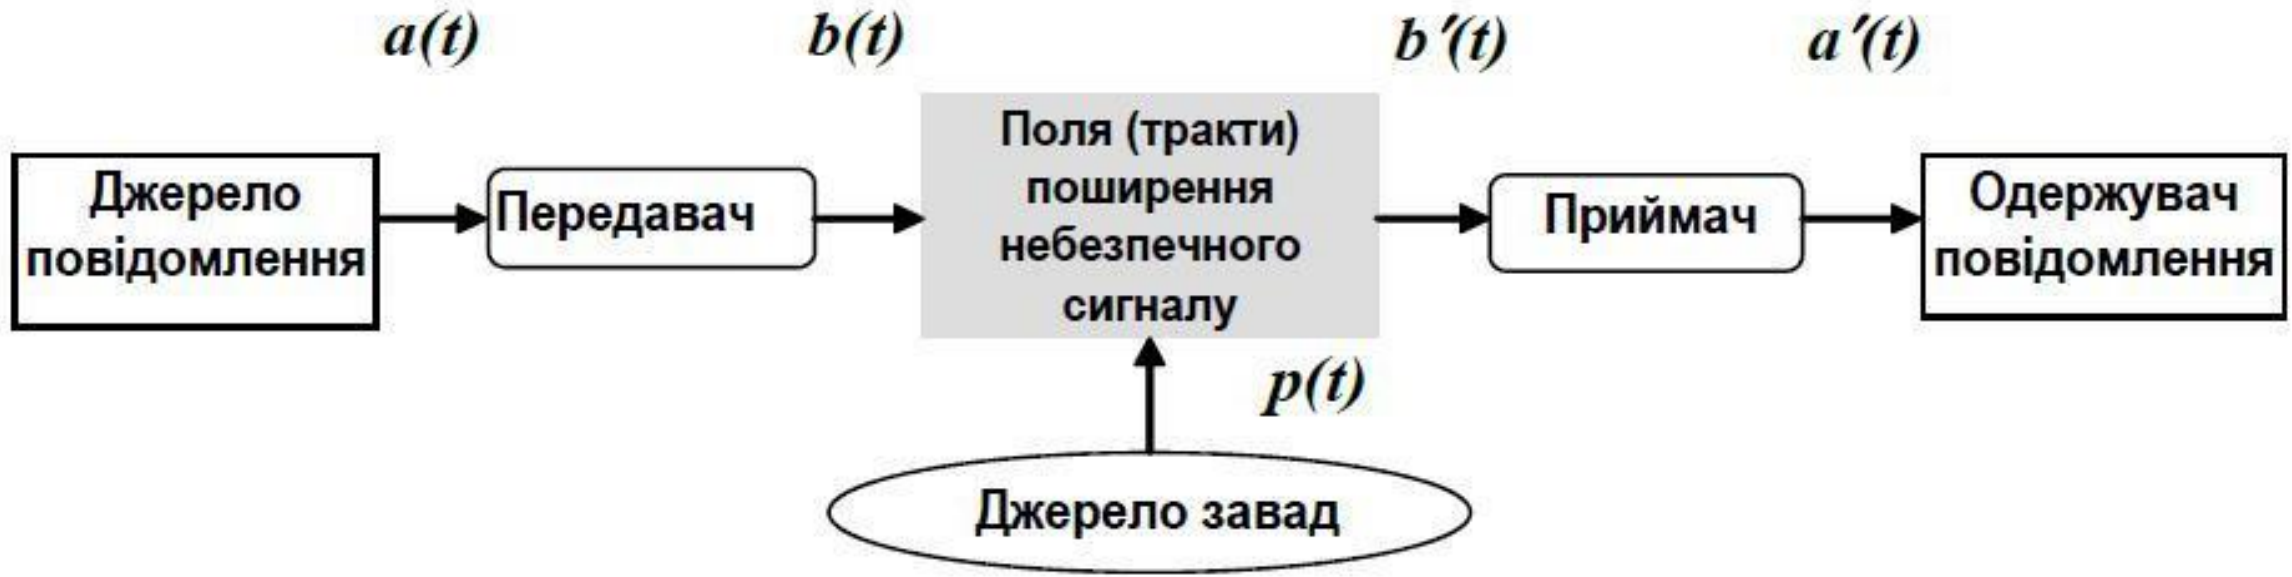 a(t)
b(t)
b′(t)
a′(t)
Джерело
повідомлення
Передавач
Поля (тракти)
поширення
небезпечного
сигналу
Приймач
Одержувач
повідомлення
p(t)
Джерело завад